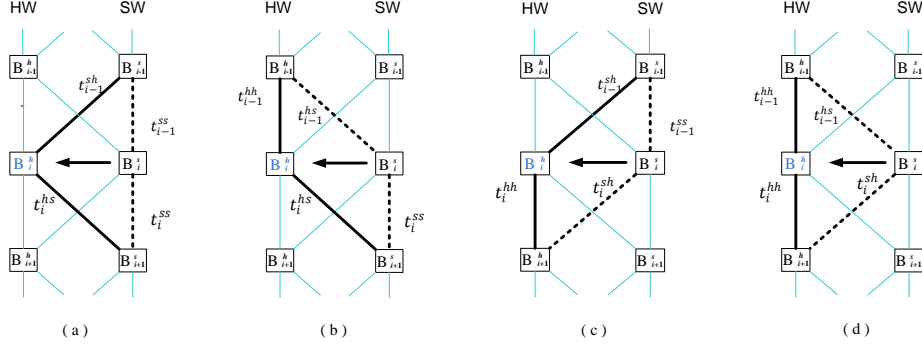 HW SW HW SW HW SW HW SW
B^h_{i-1} B^s_{i-1} B^h_{i-1} B^s_{i-1} B^h_{i-1} B^s_{i-1} B^h_{i-1} B^s_{i-1}
t^{sh}_{i-1} t^{hh}_{i-1} t^{hs}_{i-1} t^{sh}_{i-1} t^{hh}_{i-1} t^{hs}_{i-1}
t^{ss}_{i-1} t^{ss}_{i-1}
B^h_i B^s_i B^h_i B^s_i B^h_i B^s_i B^h_i B^s_i
t^{hs}_i t^{ss}_i t^{hs}_i t^{ss}_i t^{hh}_i t^{sh}_i t^{hh}_i t^{sh}_i
B^h_{i+1} B^s_{i+1} B^h_{i+1} B^s_{i+1} B^h_{i+1} B^s_{i+1} B^h_{i+1} B^s_{i+1}
( a ) ( b ) ( c ) ( d )